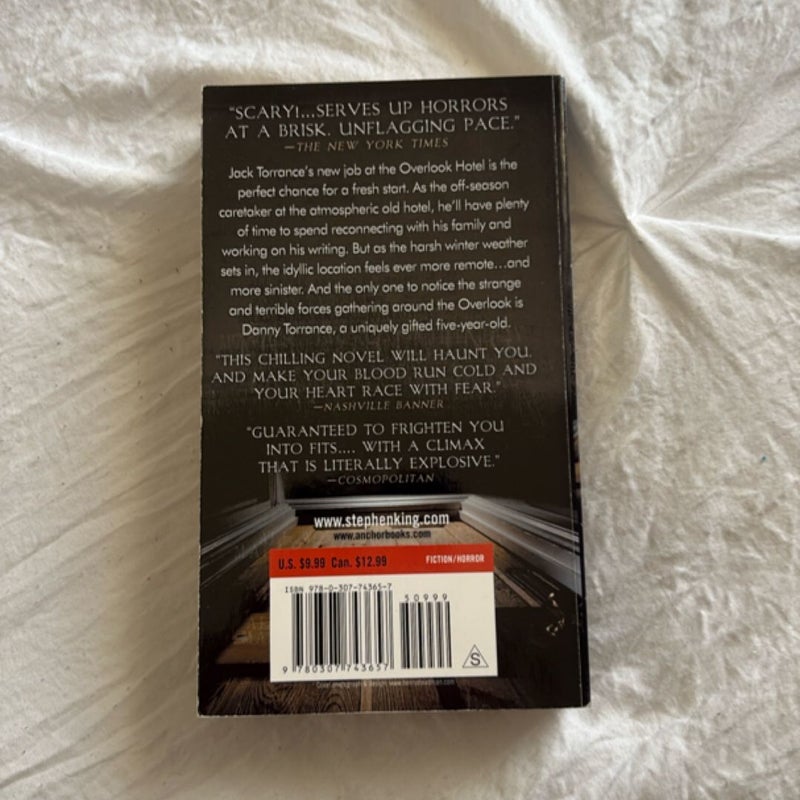 "SCARY!...SERVES UP HORRORS
AT A BRISK, UNFLAGGING PACE."
—THE NEW YORK TIMES
Jack Torrance's new job at the Overlook Hotel is the
perfect chance for a fresh start. As the off-season
caretaker at the atmospheric old hotel, he'll have plenty
of time to spend reconnecting with his family and
working on his writing. But as the harsh winter weather
sets in, the idyllic location feels ever more remote...and
more sinister. And the only one to notice the strange
and terrible forces gathering around the Overlook is
Danny Torrance, a uniquely gifted five-year-old.
"THIS CHILLING NOVEL WILL HAUNT YOU,
AND MAKE YOUR BLOOD RUN COLD AND
YOUR HEART RACE WITH FEAR."
—NASHVILLE BANNER
"GUARANTEED TO FRIGHTEN YOU
INTO FITS.... WITH A CLIMAX
THAT IS LITERALLY EXPLOSIVE."
—COSMOPOLITAN
www.stephenking.com
www.anchorbooks.com
U.S. $9.99 Can. $12.99 FICTION/HORROR
ISBN 978-0-307-74365-7
50999
9 780307 743657
S
Cover photograph & design: